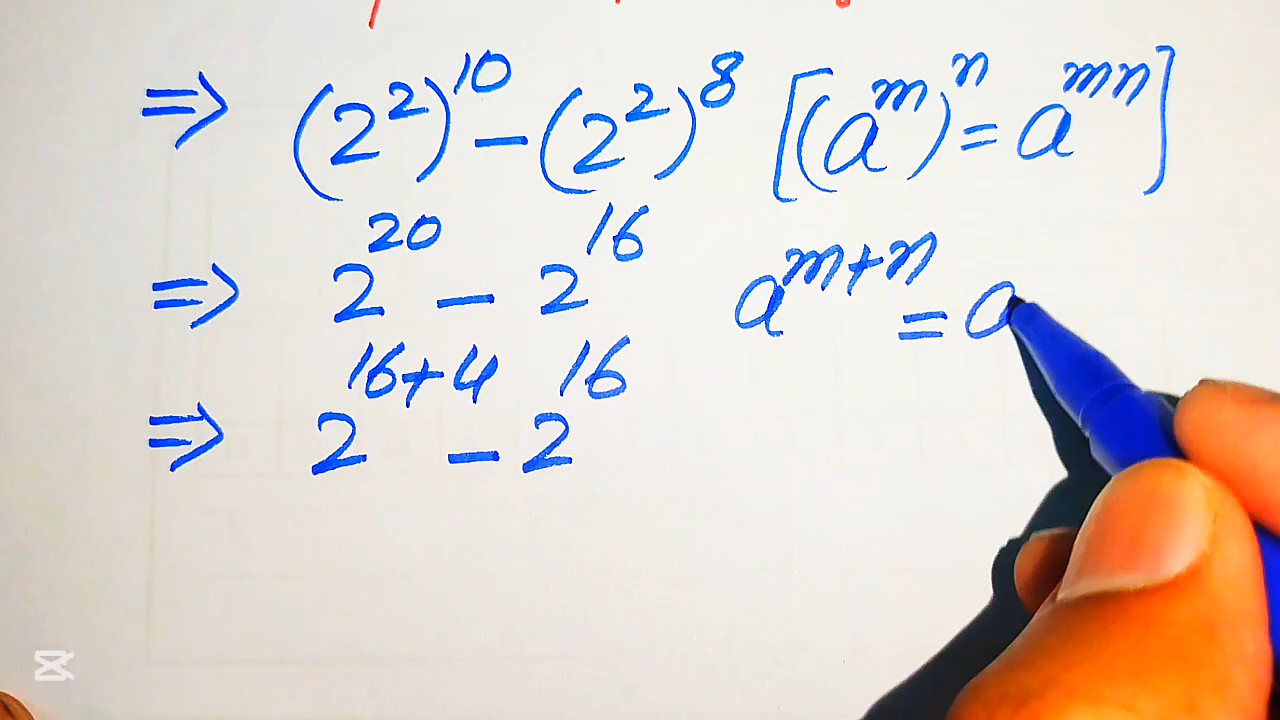 ⇒ (2²)¹⁰ − (2²)⁸ [(aᵐ)ⁿ = aᵐⁿ]
⇒ 2²⁰ − 2¹⁶ aᵐ⁺ⁿ = a
⇒ 2¹⁶⁺⁴ − 2¹⁶